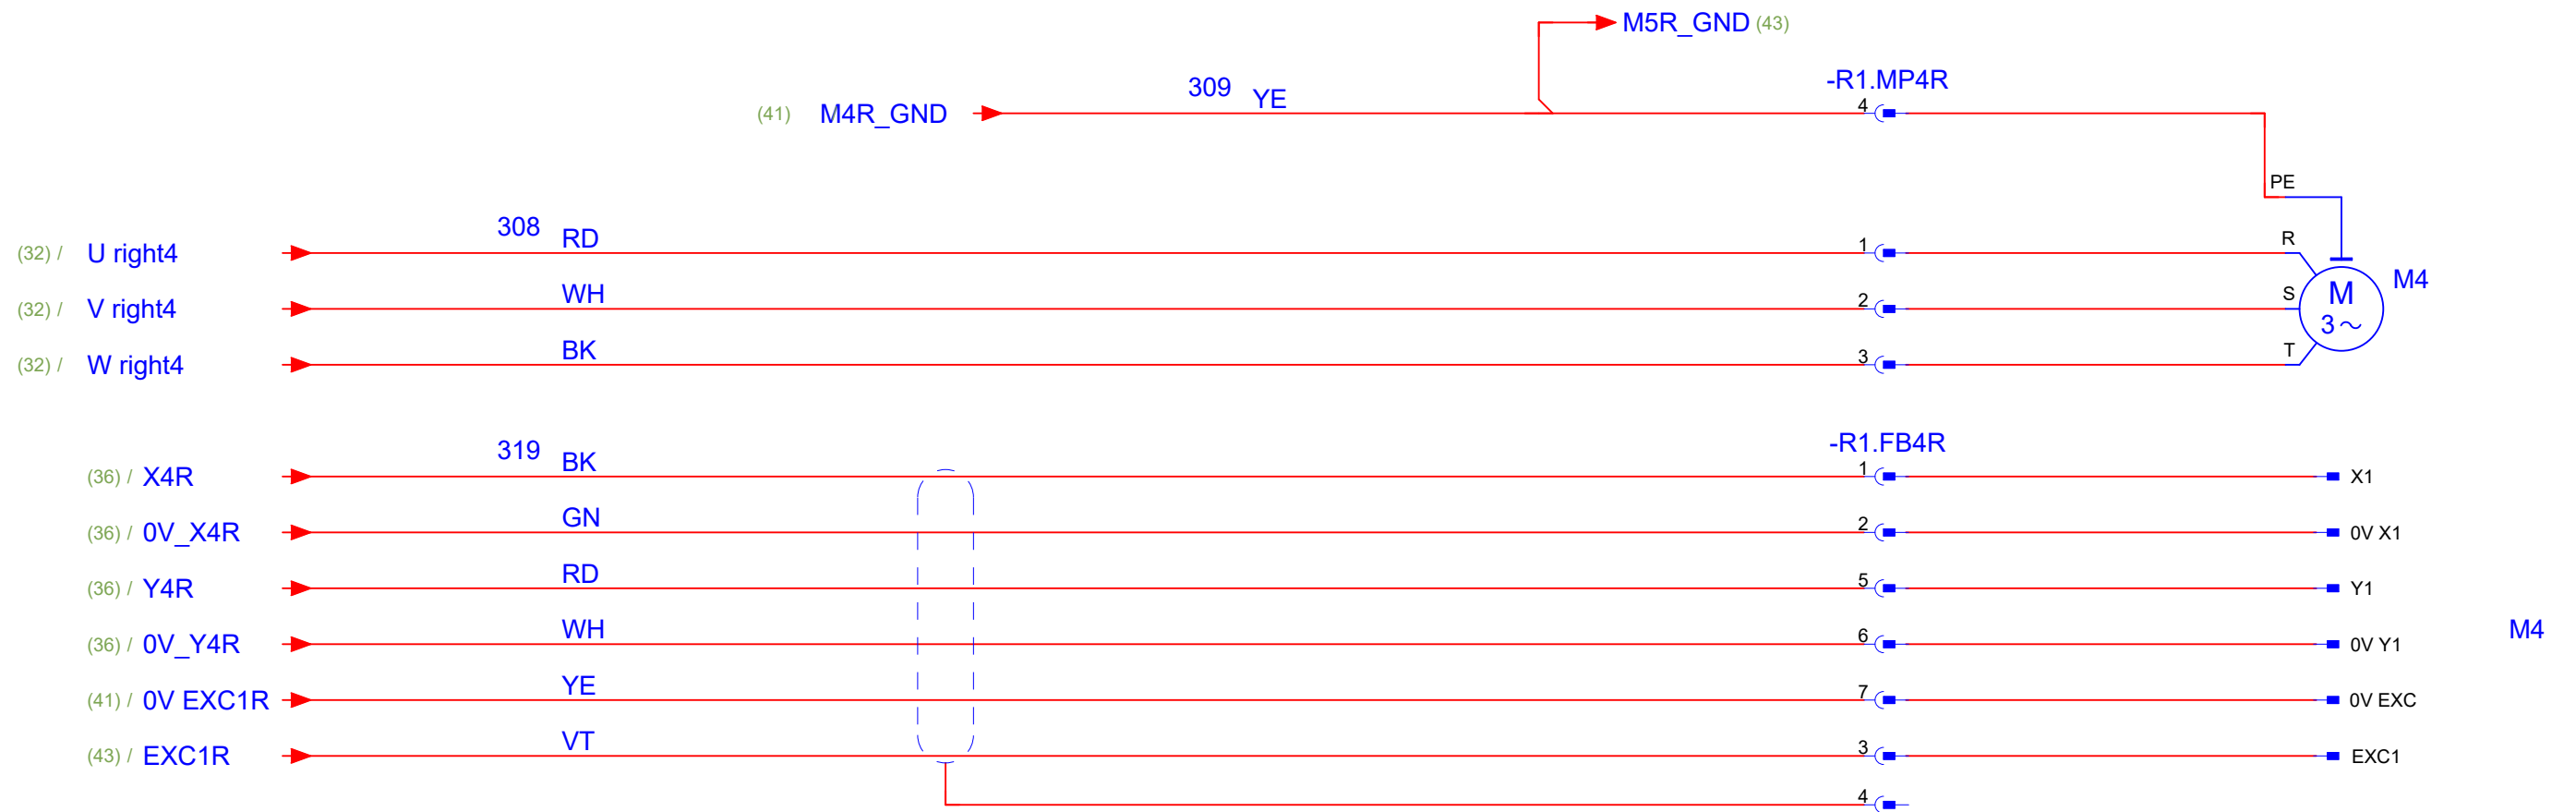 M5R_GND (43)
-R1.MP4R
309 YE
(41) M4R_GND 4
PE
308 RD
(32) / U right4 1 R
M4
WH
(32) / V right4 2 S M
3~
BK
(32) / W right4 3 T
-R1.FB4R
319 BK
(36) / X4R 1 X1
GN
(36) / 0V_X4R 2 0V X1
RD
(36) / Y4R 5 Y1
WH M4
(36) / 0V_Y4R 6 0V Y1
YE
(41) / 0V EXC1R 7 0V EXC
VT
(43) / EXC1R 3 EXC1
4